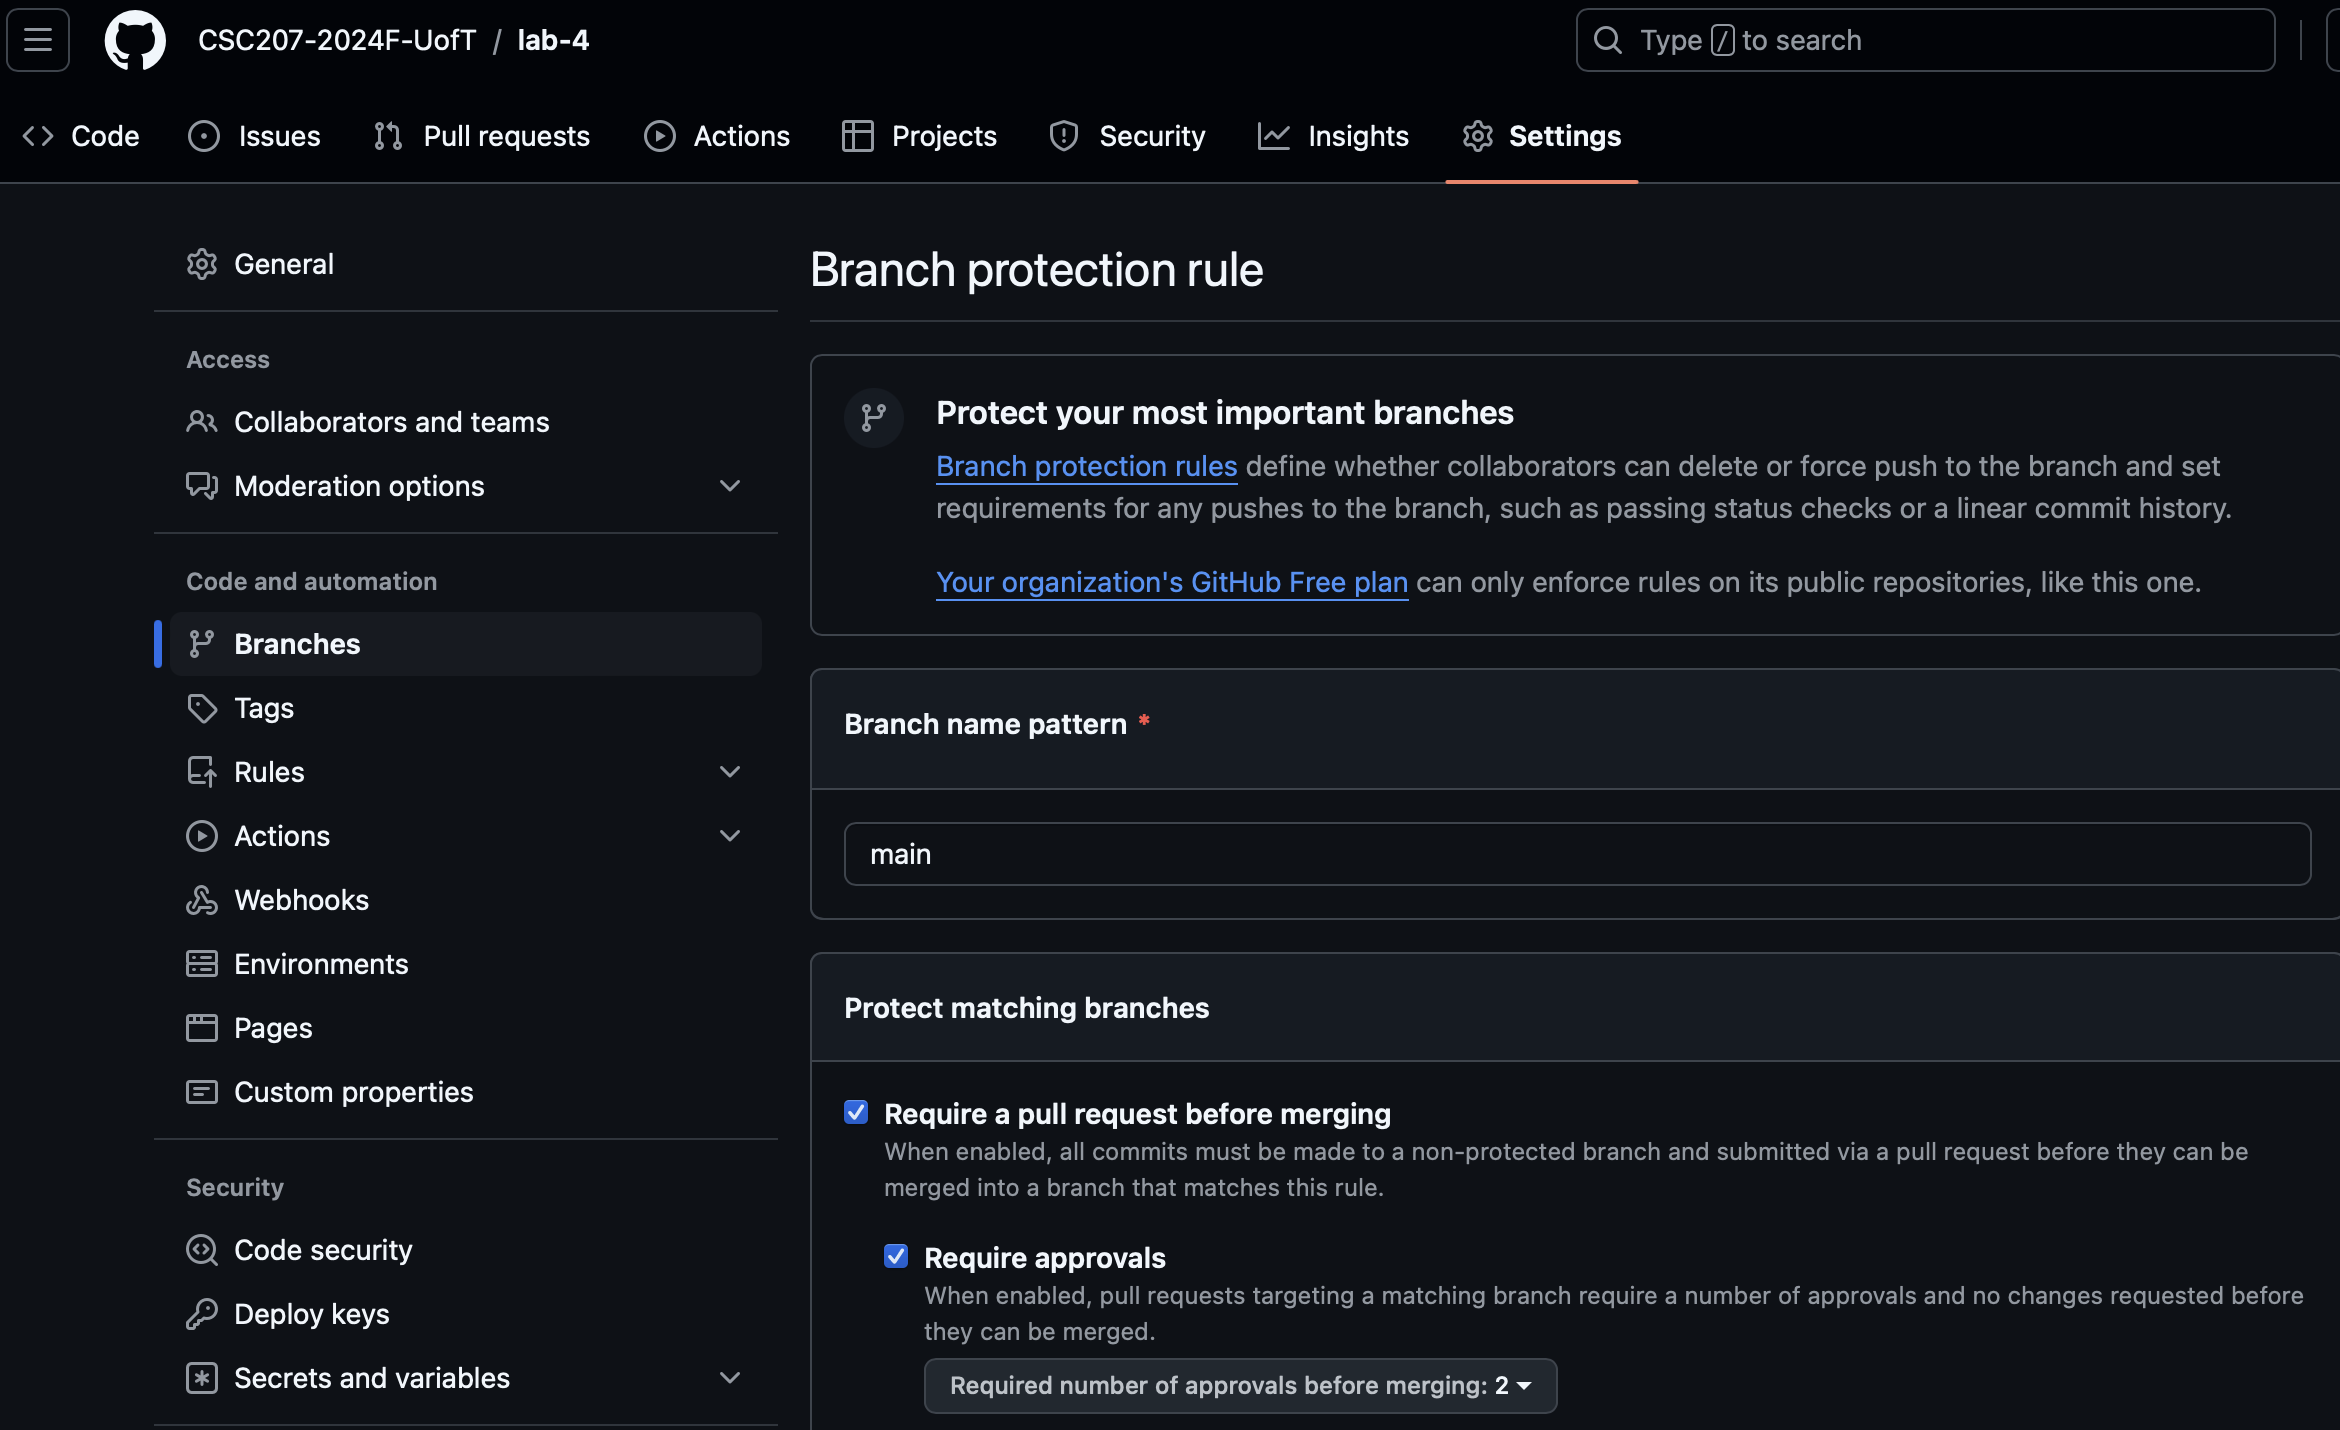 CSC207-2024F-UofT / lab-4
Type / to search
Code
Issues
Pull requests
Actions
Projects
Security
Insights
Settings
General
Access
Collaborators and teams
Moderation options
Code and automation
Branches
Tags
Rules
Actions
Webhooks
Environments
Pages
Custom properties
Security
Code security
Deploy keys
Secrets and variables
Branch protection rule
Protect your most important branches
Branch protection rules define whether collaborators can delete or force push to the branch and set
requirements for any pushes to the branch, such as passing status checks or a linear commit history.
Your organization's GitHub Free plan can only enforce rules on its public repositories, like this one.
Branch name pattern *
main
Protect matching branches
Require a pull request before merging
When enabled, all commits must be made to a non-protected branch and submitted via a pull request before they can be
merged into a branch that matches this rule.
Require approvals
When enabled, pull requests targeting a matching branch require a number of approvals and no changes requested before
they can be merged.
Required number of approvals before merging: 2